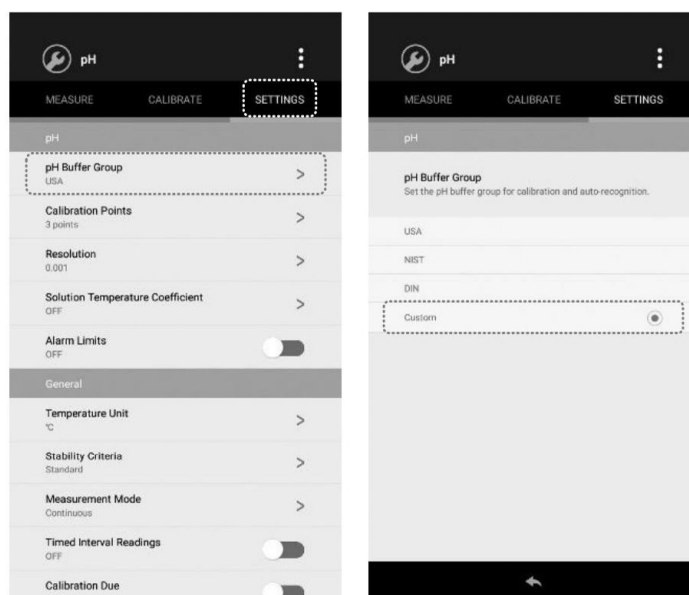 pH
MEASURE CALIBRATE SETTINGS
pH
pH Buffer Group
USA
>
Calibration Points
3 points
>
Resolution
0.001
>
Solution Temperature Coefficient
OFF
>
Alarm Limits
OFF
General
Temperature Unit
℃
>
Stability Criteria
Standard
>
Measurement Mode
Continuous
>
Timed Interval Readings
OFF
Calibration Due
pH
MEASURE CALIBRATE SETTINGS
pH
pH Buffer Group
Set the pH buffer group for calibration and auto-recognition.
USA
NIST
DIN
Custom